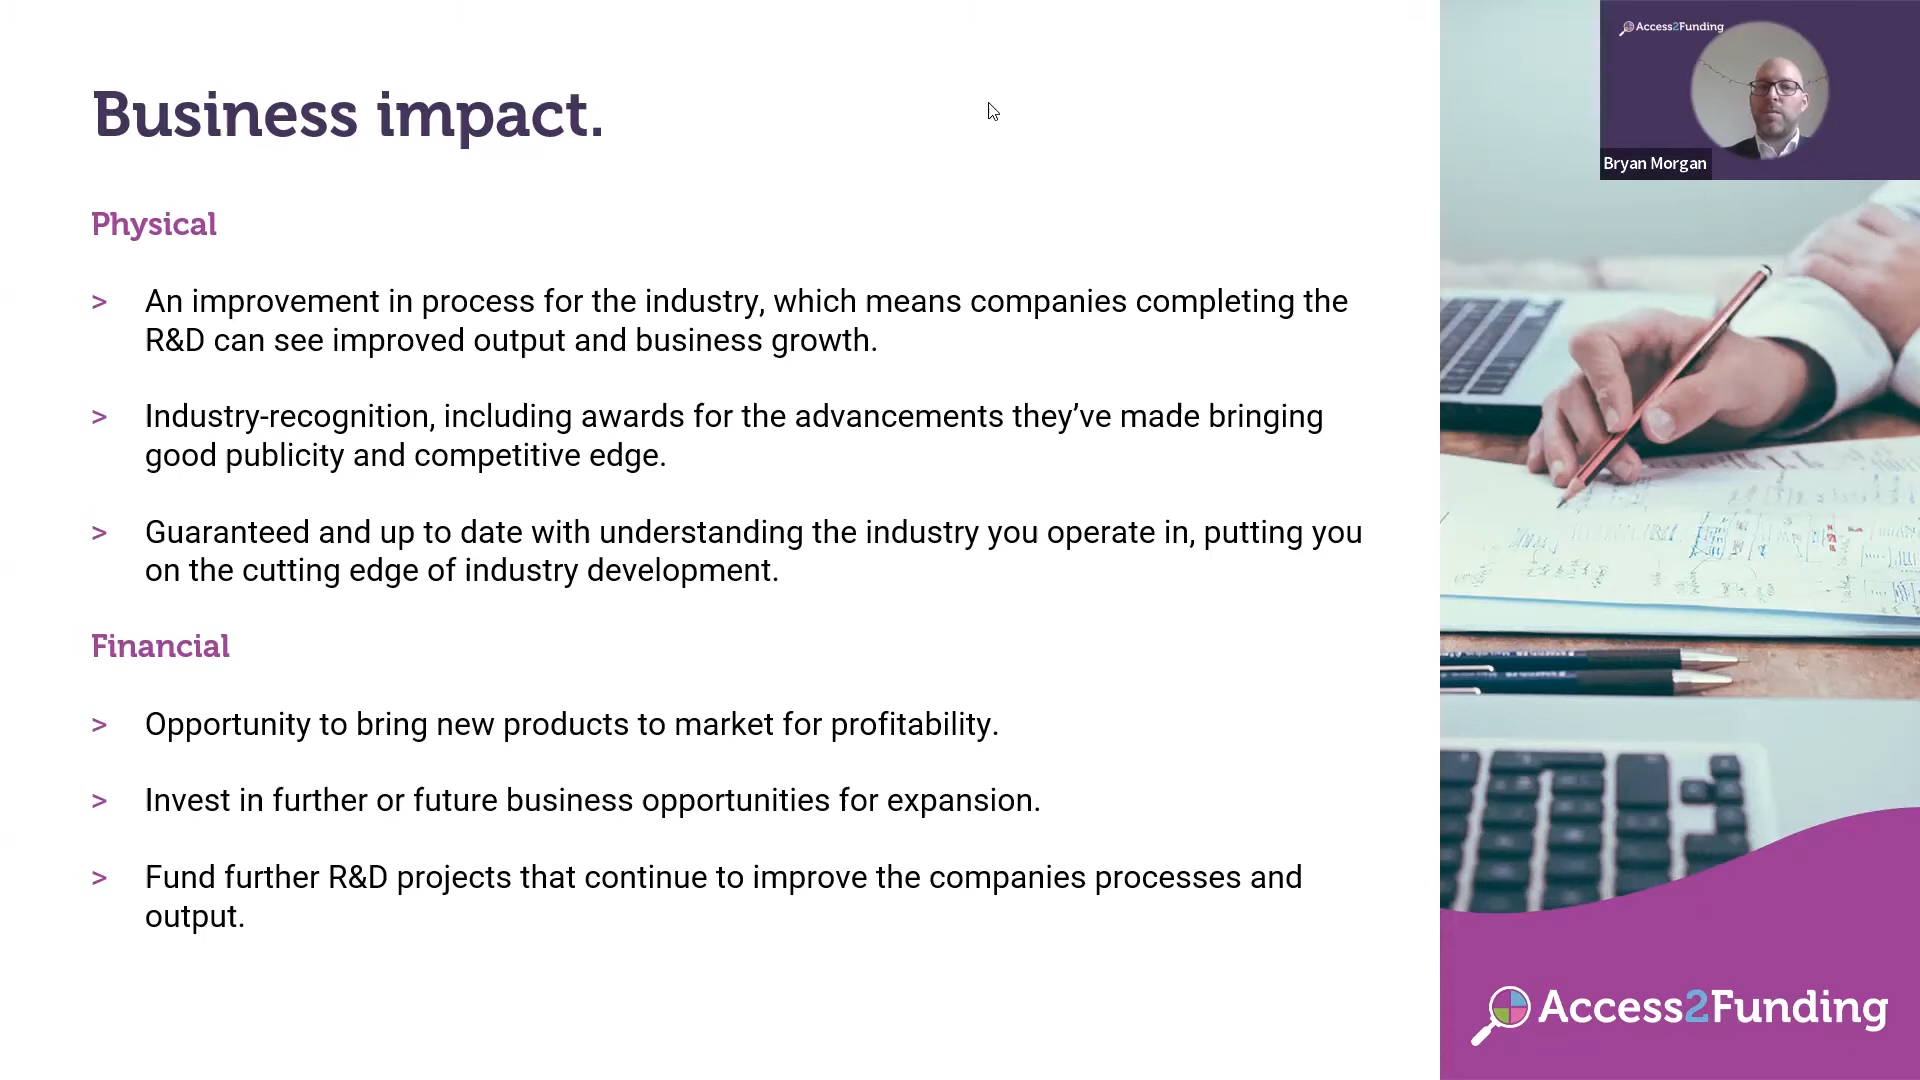 Business impact.
Physical
> An improvement in process for the industry, which means companies completing the
R&D can see improved output and business growth.
> Industry-recognition, including awards for the advancements they’ve made bringing
good publicity and competitive edge.
> Guaranteed and up to date with understanding the industry you operate in, putting you
on the cutting edge of industry development.
Financial
> Opportunity to bring new products to market for profitability.
> Invest in further or future business opportunities for expansion.
> Fund further R&D projects that continue to improve the companies processes and
output.
Access2Funding
Bryan Morgan
Access2Funding